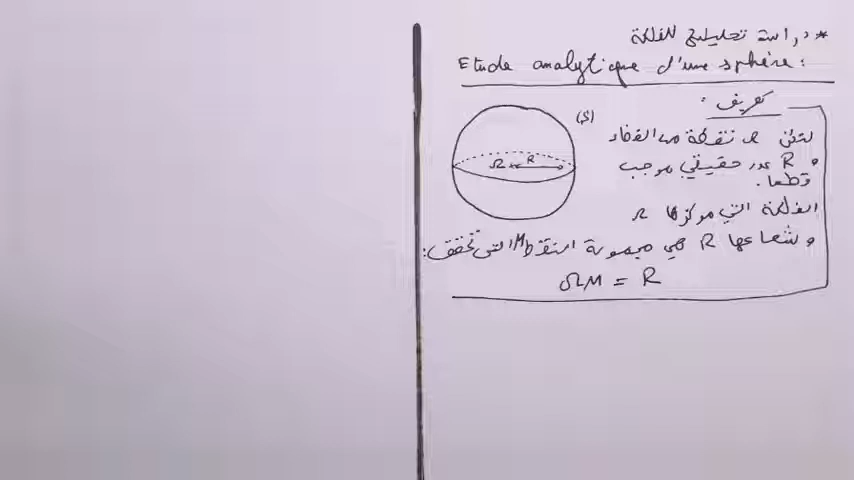 * دراسة تحليلية للفلكة
Etude analytique d'une sphère :
تعريف :
(S)
Ω R
لتكن Ω نقطة من الفضاء
و R عدد حقيقي موجب
قطعا.
الفلكة التي مركزها Ω
و شعاعها R هي مجموعة النقط M التي تحقق :
ΩM = R